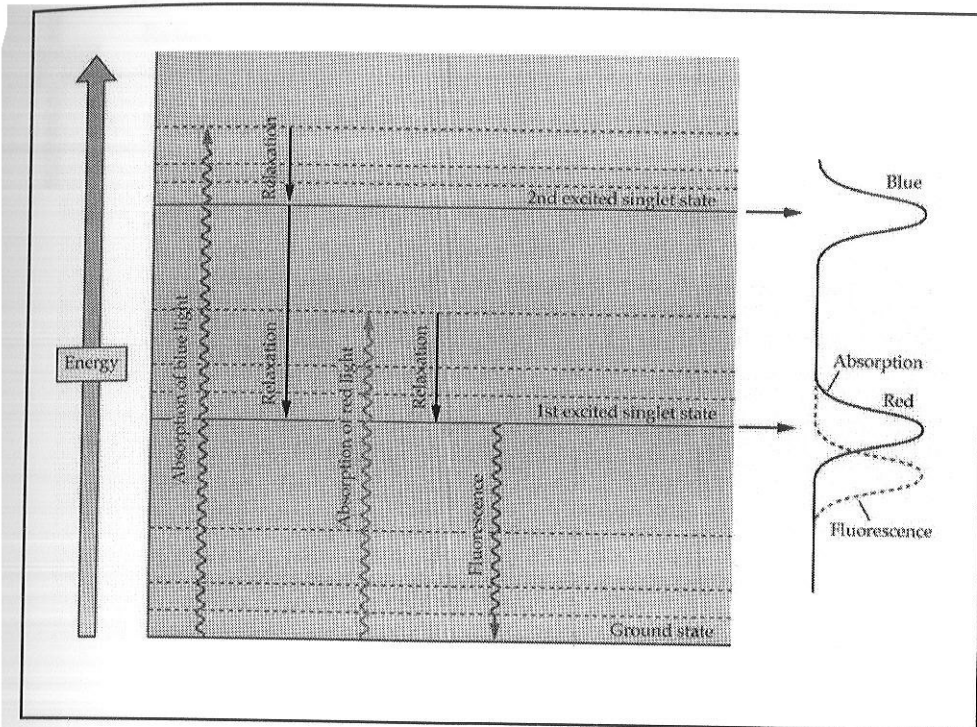 Energy
Absorption of blue light
Relaxation
Relaxation
Absorption of red light
Relaxation
Fluorescence
2nd excited singlet state
1st excited singlet state
Ground state
Blue
Absorption
Red
Fluorescence